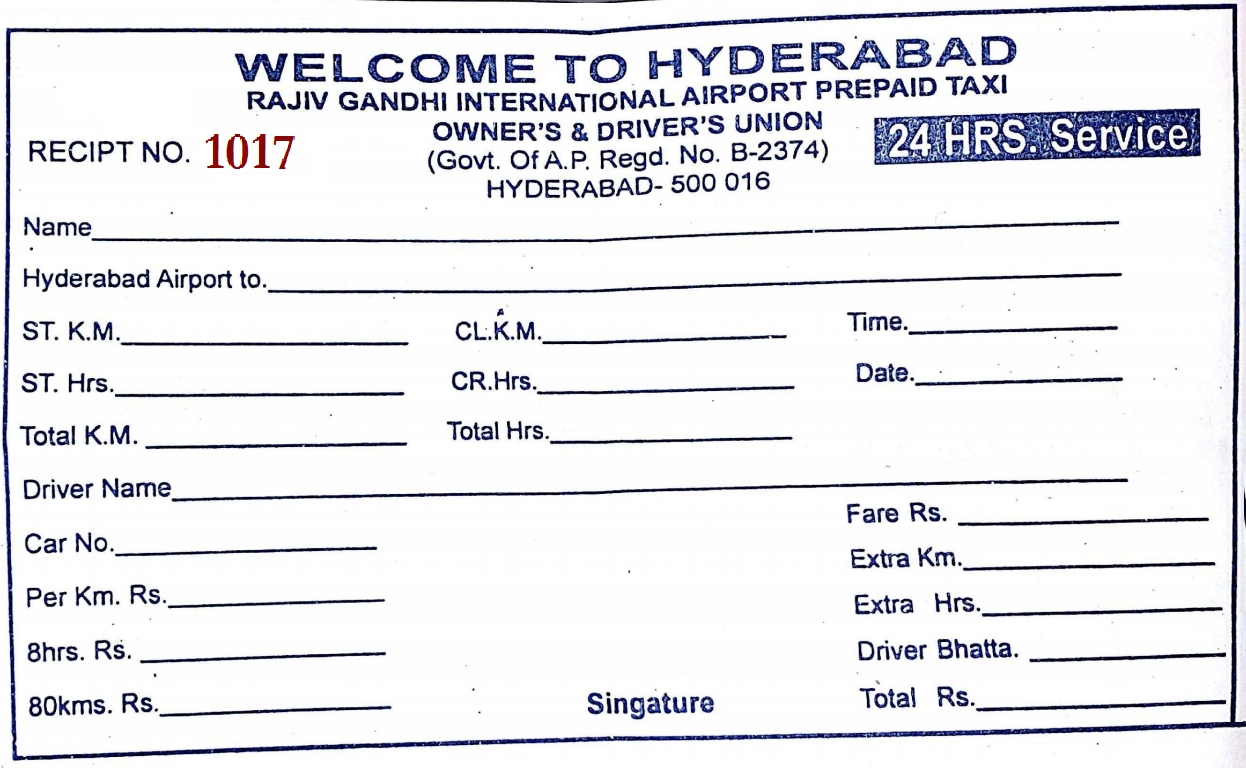 WELCOME TO HYDERABAD
RAJIV GANDHI INTERNATIONAL AIRPORT PREPAID TAXI
OWNER'S & DRIVER'S UNION
(Govt. Of A.P. Regd. No. B-2374)
HYDERABAD- 500 016
RECIPT NO. 1017
24 HRS. Service
Name
Hyderabad Airport to.
ST. K.M. CL.K.M. Time.
ST. Hrs. CR.Hrs. Date.
Total K.M. Total Hrs.
Driver Name
Fare Rs.
Car No.
Extra Km.
Per Km. Rs.
Extra Hrs.
8hrs. Rs.
Driver Bhatta.
80kms. Rs. Singature Total Rs.